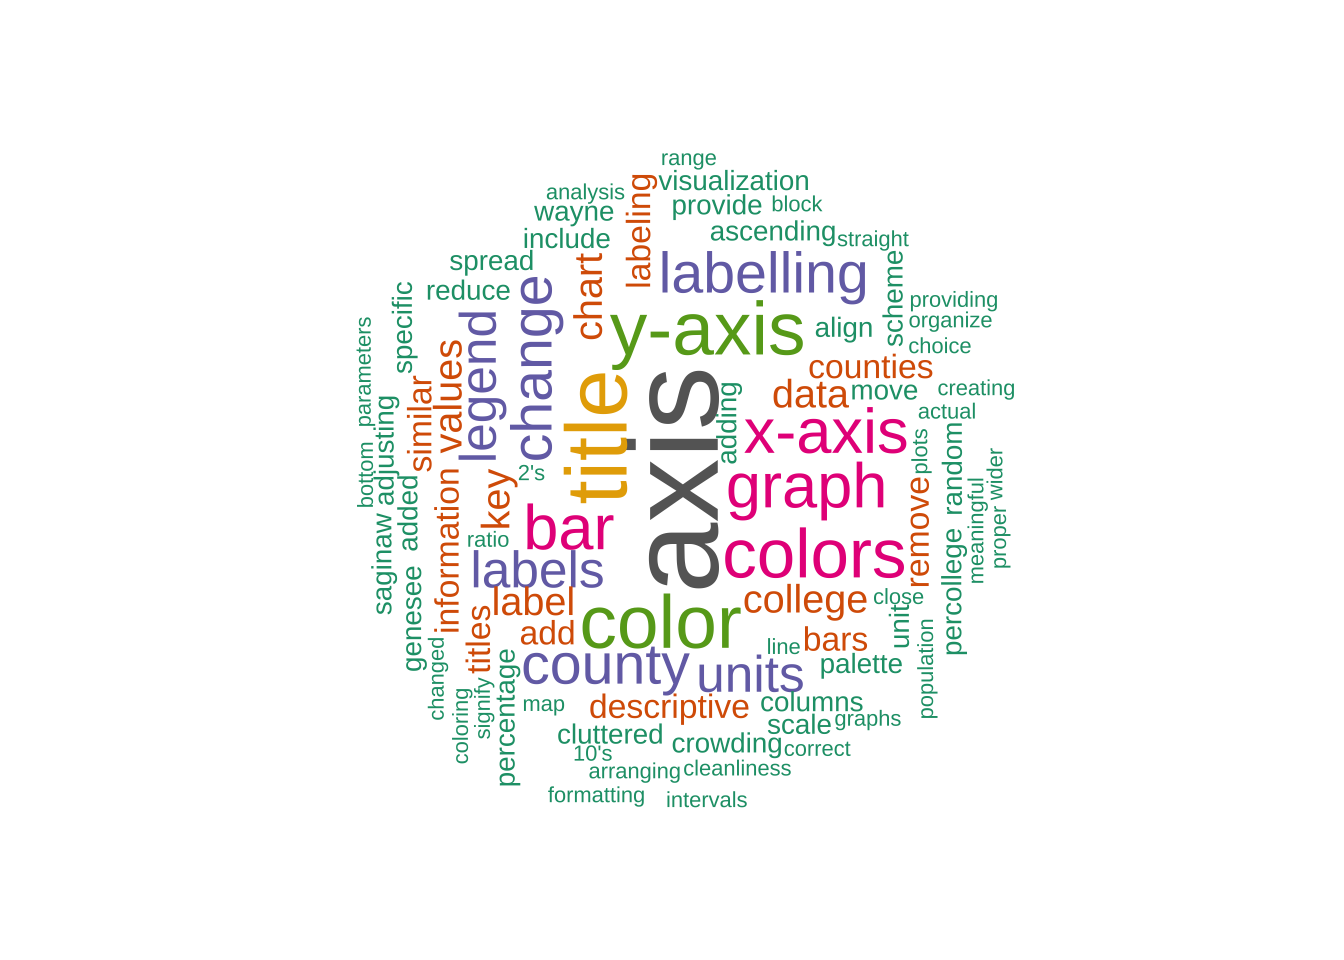 range
visualization
analysis
wayne
labeling
provide
block
include
ascending
straight
spread
chart
labelling
scheme
reduce
change
specific
legend
y-axis
align
providing
organize
choice
parameters
values
similar
title
axis
counties
data
move
creating
adding
x-axis
actual
adjusting
bottom
2's
key
graph
plots
random
wider
added
information
bar
colors
remove
meaningful
proper
saginaw
ratio
labels
label
college
close
percollege
genesee
titles
add
color
line
bars
unit
population
changed
county
units
palette
coloring
signify
percentage
map
descriptive
columns
scale
graphs
cluttered
crowding
correct
10's
arranging
cleanliness
formatting
intervals